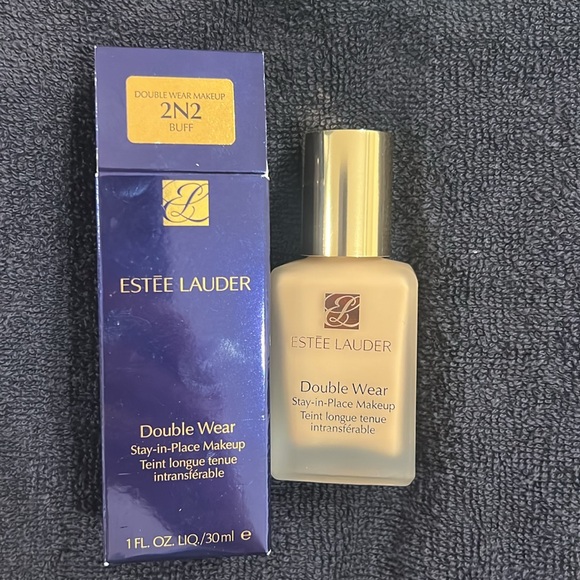 DOUBLE WEAR MAKEUP
2N2
BUFF
ESTĒE LAUDER
Double Wear
Stay-in-Place Makeup
Teint longue tenue
intransférable
1 FL. OZ. LIQ./30 ml e
ESTĒE LAUDER
Double Wear
Stay-in-Place Makeup
Teint longue tenue
intransférable